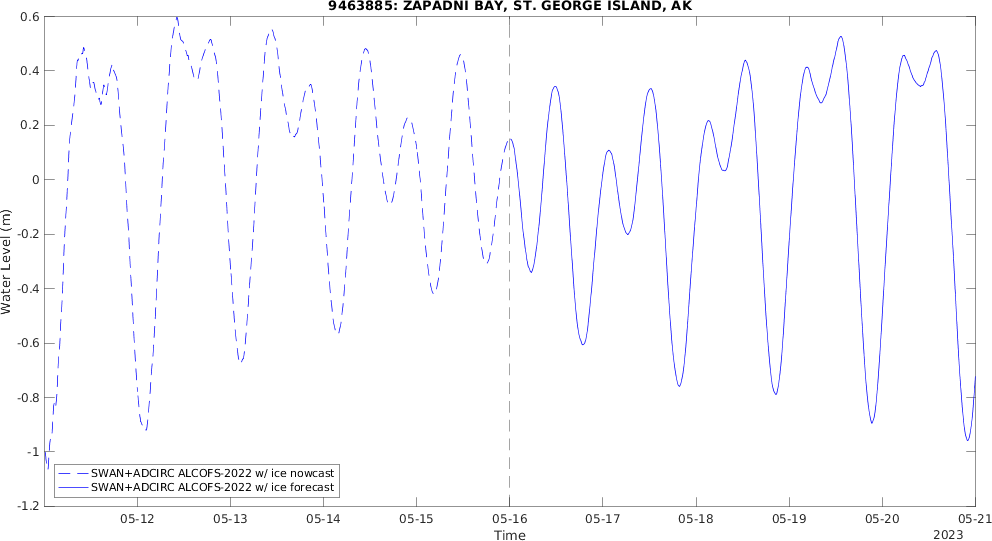 9463885: ZAPADNI BAY, ST. GEORGE ISLAND, AK
0.6
0.4
0.2
0
-0.2
-0.4
-0.6
-0.8
-1
-1.2
Water Level (m)
SWAN+ADCIRC ALCOFS-2022 w/ ice nowcast
SWAN+ADCIRC ALCOFS-2022 w/ ice forecast
05-12 05-13 05-14 05-15 05-16 05-17 05-18 05-19 05-20 05-21
Time
2023